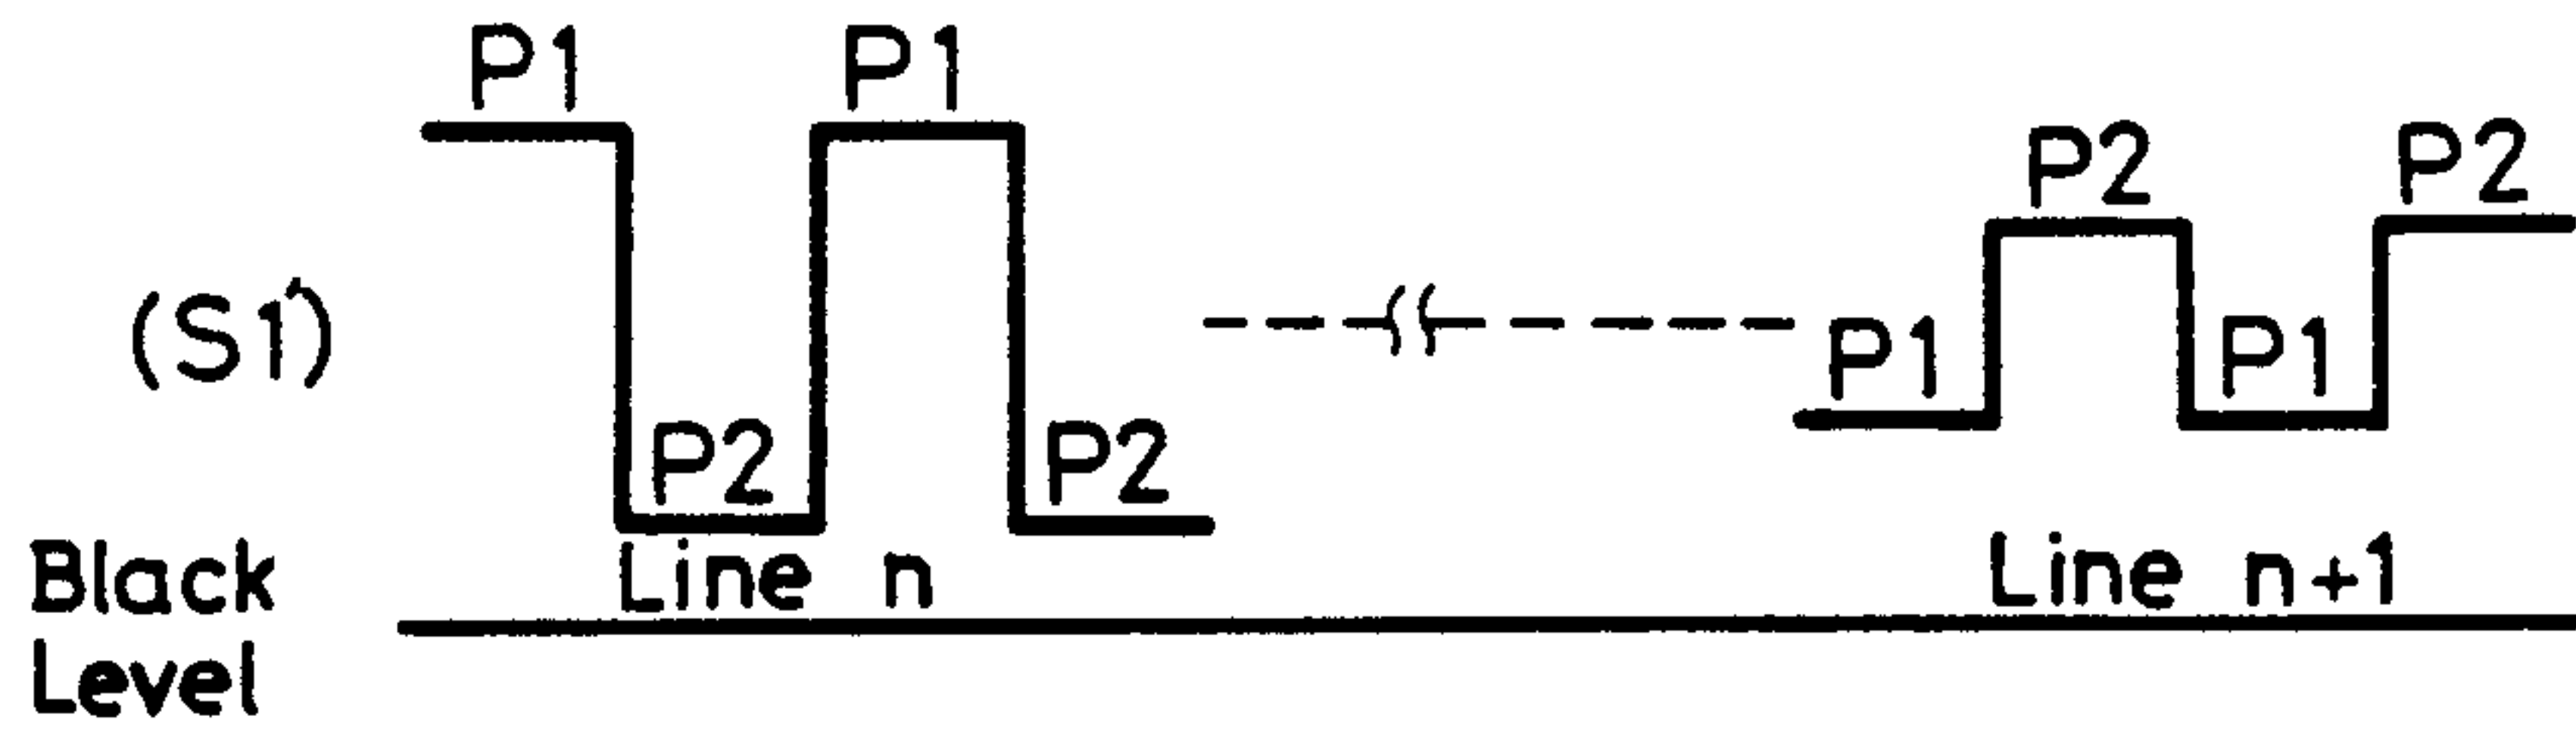 P1 P1
P2 P2
(S1')
P1 P1
P2 P2
Line n
Line n+1
Black
Level